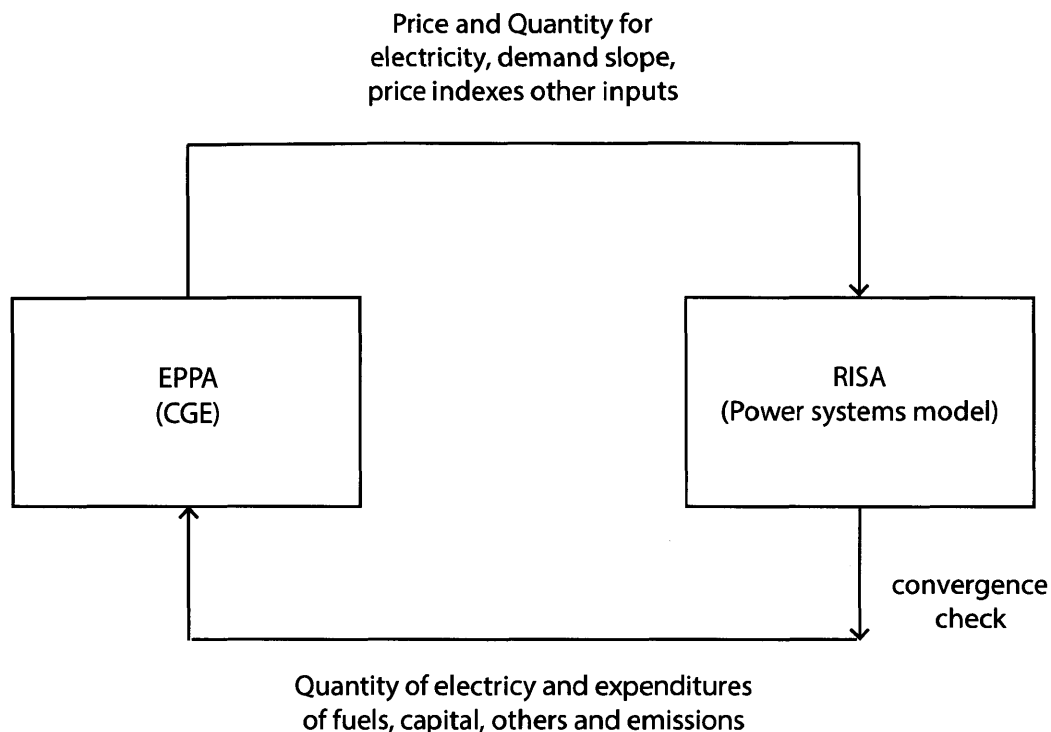 Price and Quantity for
electricity, demand slope,
price indexes other inputs
EPPA
(CGE)
RISA
(Power systems model)
convergence
check
Quantity of electricy and expenditures
of fuels, capital, others and emissions